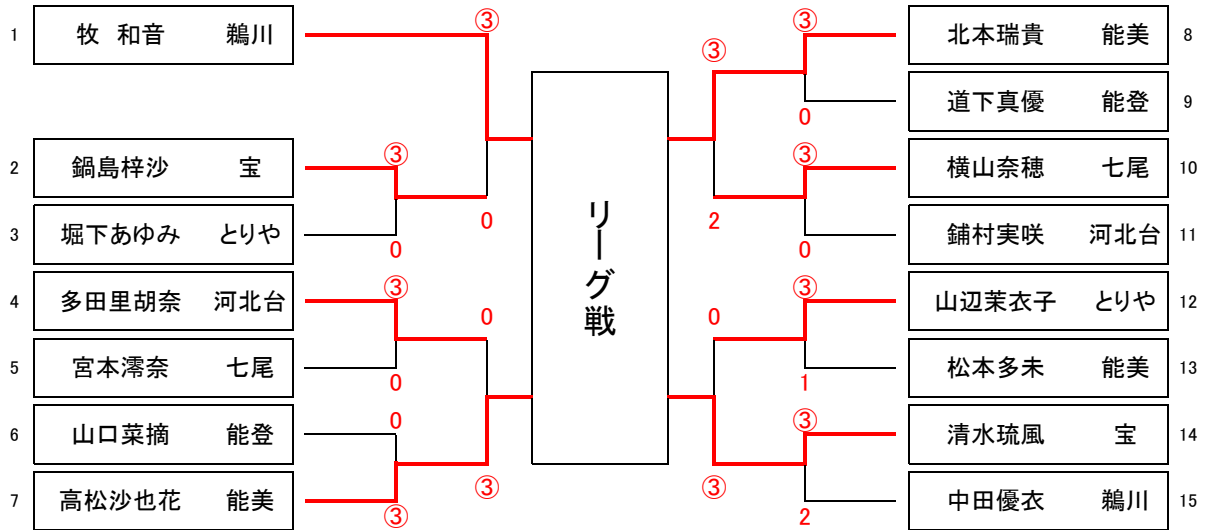 1 牧 和音 鵜川
2 鍋島梓沙 宝
3 堀下あゆみ とりや
4 多田里胡奈 河北台
5 宮本澪奈 七尾
6 山口菜摘 能登
7 高松沙也花 能美
③
③
0
0
③
0
0
0
③
③
リーグ戦
③
③
0
③
2
0
0
③
1
③
③
2
北本瑞貴 能美 8
道下真優 能登 9
横山奈穂 七尾 10
鋪村実咲 河北台 11
山辺茉衣子 とりや 12
松本多未 能美 13
清水琉風 宝 14
中田優衣 鵜川 15